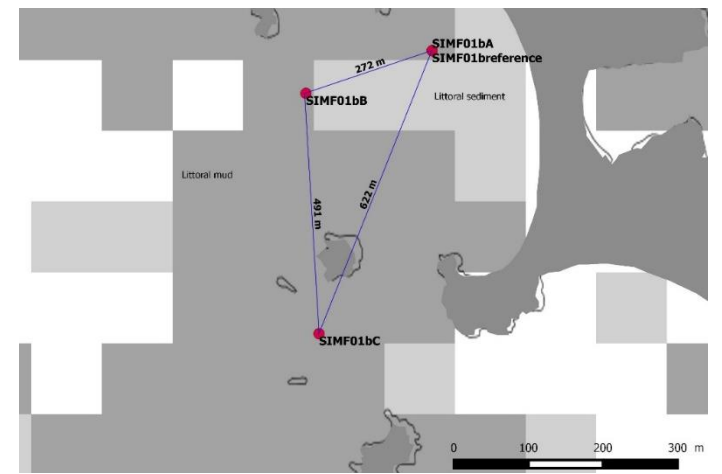 SIMF01bA
SIMF01breference
272 m
SIMF01bB
Littoral sediment
Littoral mud
622 m
491 m
SIMF01bC
0 100 200 300 m